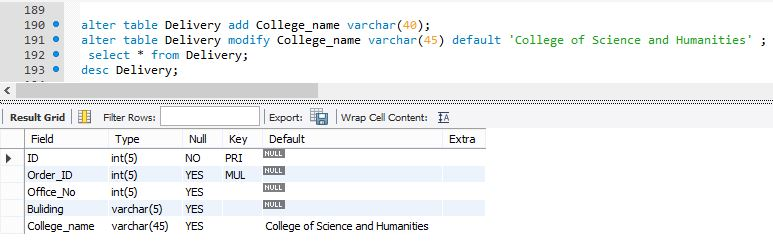 189
190 alter table Delivery add College_name varchar(40);
191 alter table Delivery modify College_name varchar(45) default 'College of Science and Humanities' ;
192 select * from Delivery;
193 desc Delivery;
Result Grid Filter Rows: Export: Wrap Cell Content: IA
Field Type Null Key Default Extra
ID int(5) NO PRI NULL
Order_ID int(5) YES MUL NULL
Office_No int(5) YES NULL
Buliding varchar(5) YES NULL
College_name varchar(45) YES College of Science and Humanities